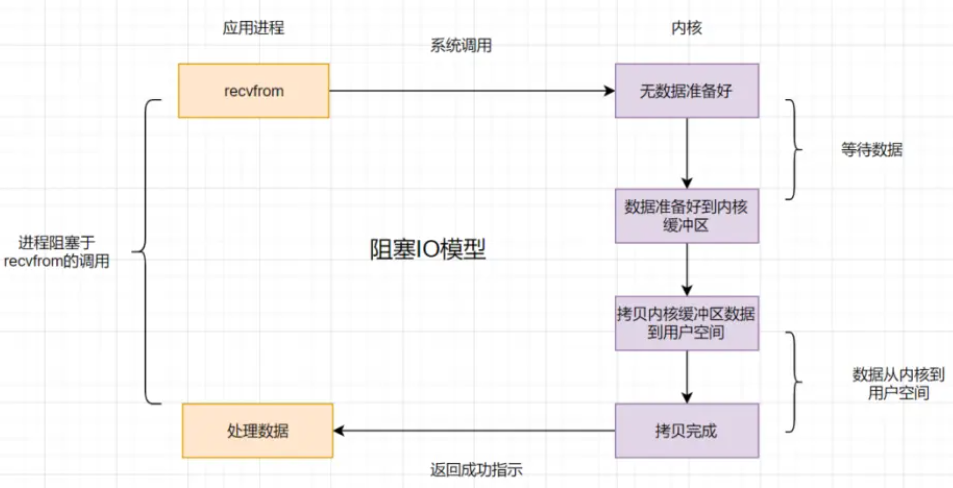 应用进程
系统调用
内核
recvfrom
无数据准备好
等待数据
数据准备好到内核
缓冲区
进程阻塞于
recvfrom的调用
阻塞IO模型
拷贝内核缓冲区数据
到用户空间
数据从内核到
用户空间
处理数据
拷贝完成
返回成功指示